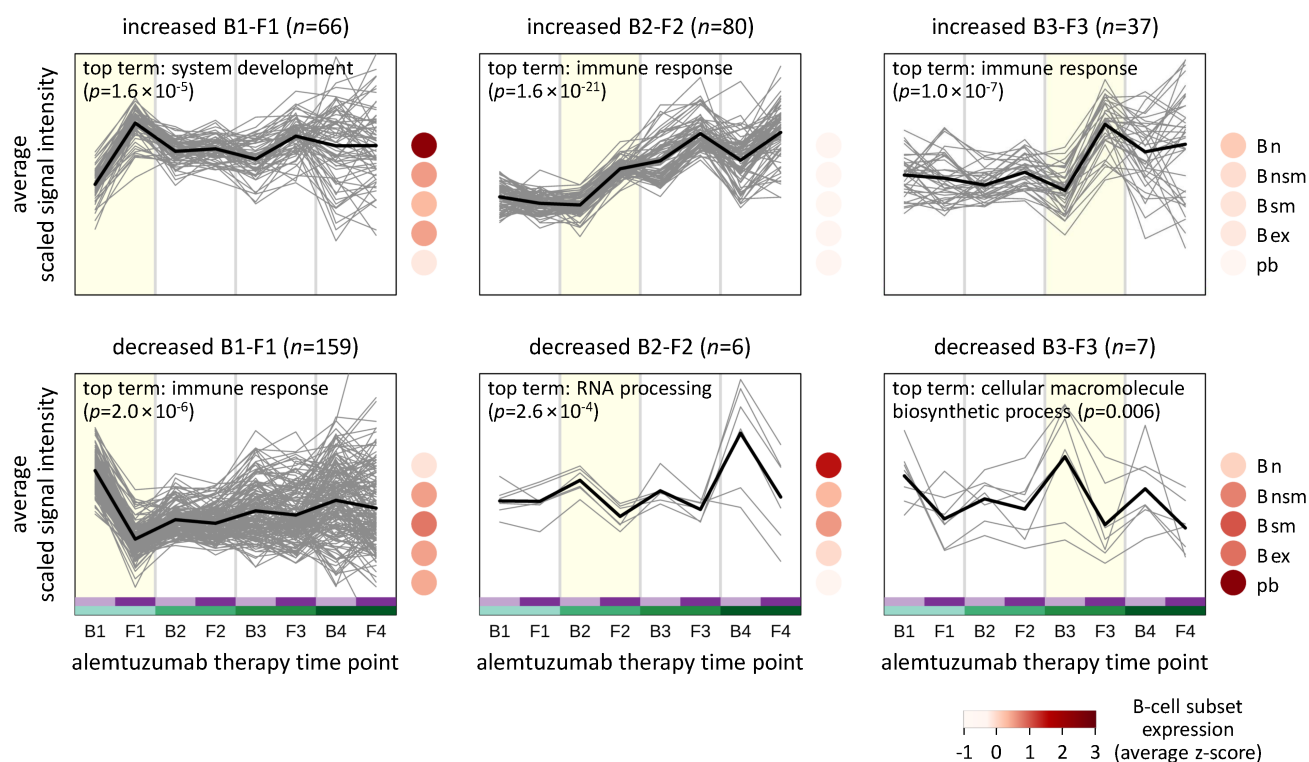 increased B1-F1 (n=66)
increased B2-F2 (n=80)
increased B3-F3 (n=37)
average
scaled signal intensity
top term: system development
(p=1.6×10⁻⁵)
top term: immune response
(p=1.6×10⁻²¹)
top term: immune response
(p=1.0×10⁻⁷)
Bn
Bnsm
Bsm
Bex
pb
decreased B1-F1 (n=159)
decreased B2-F2 (n=6)
decreased B3-F3 (n=7)
average
scaled signal intensity
top term: immune response
(p=2.0×10⁻⁶)
top term: RNA processing
(p=2.6×10⁻⁴)
top term: cellular macromolecule
biosynthetic process (p=0.006)
Bn
Bnsm
Bsm
Bex
pb
B1 F1 B2 F2 B3 F3 B4 F4
B1 F1 B2 F2 B3 F3 B4 F4
B1 F1 B2 F2 B3 F3 B4 F4
alemtuzumab therapy time point
alemtuzumab therapy time point
alemtuzumab therapy time point
-1 0 1 2 3
B-cell subset
expression
(average z-score)